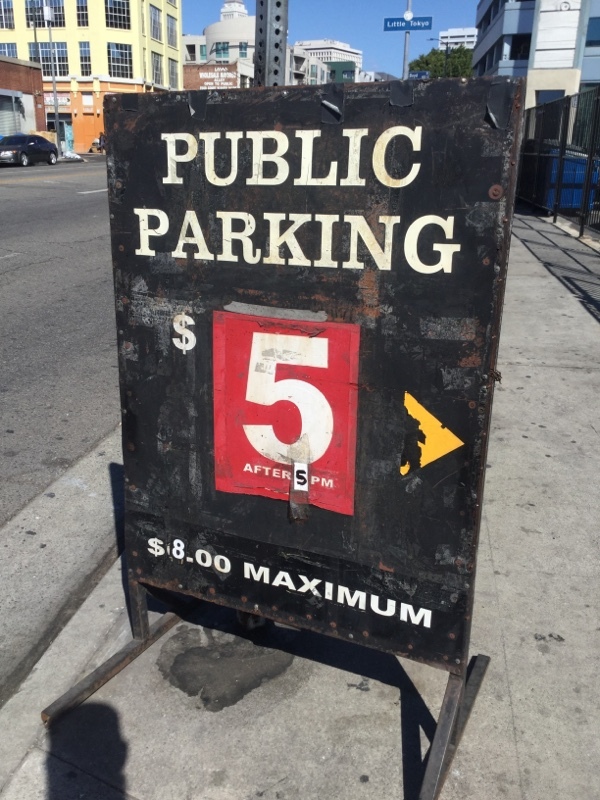 Little Tokyo
PUBLIC
PARKING
$
5
AFTER 5 PM
$8.00 MAXIMUM